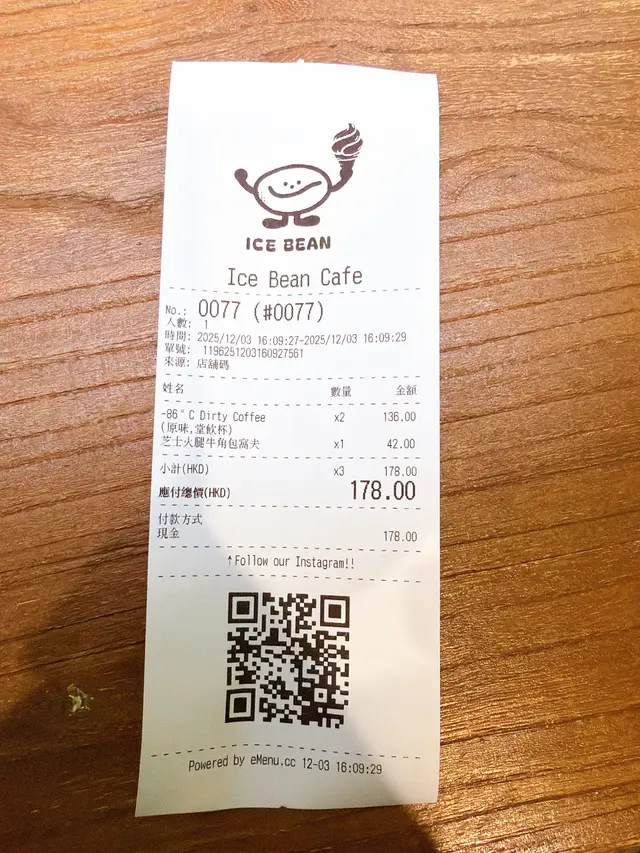 ICE BEAN
Ice Bean Cafe
No.: 0077 (#0077)
人數: 1
時間: 2025/12/03 16:09:27-2025/12/03 16:09:29
單號: 1196251203160927561
來源: 店舖碼
姓名 數量 金額
-86°C Dirty Coffee x2 136.00
(原味,堂飲杯)
芝士火腿牛角包窩夫 x1 42.00
小計(HKD) x3 178.00
應付總價(HKD) 178.00
付款方式
現金 178.00
↑Follow our Instagram!!
Powered by eMenu.cc 12-03 16:09:29